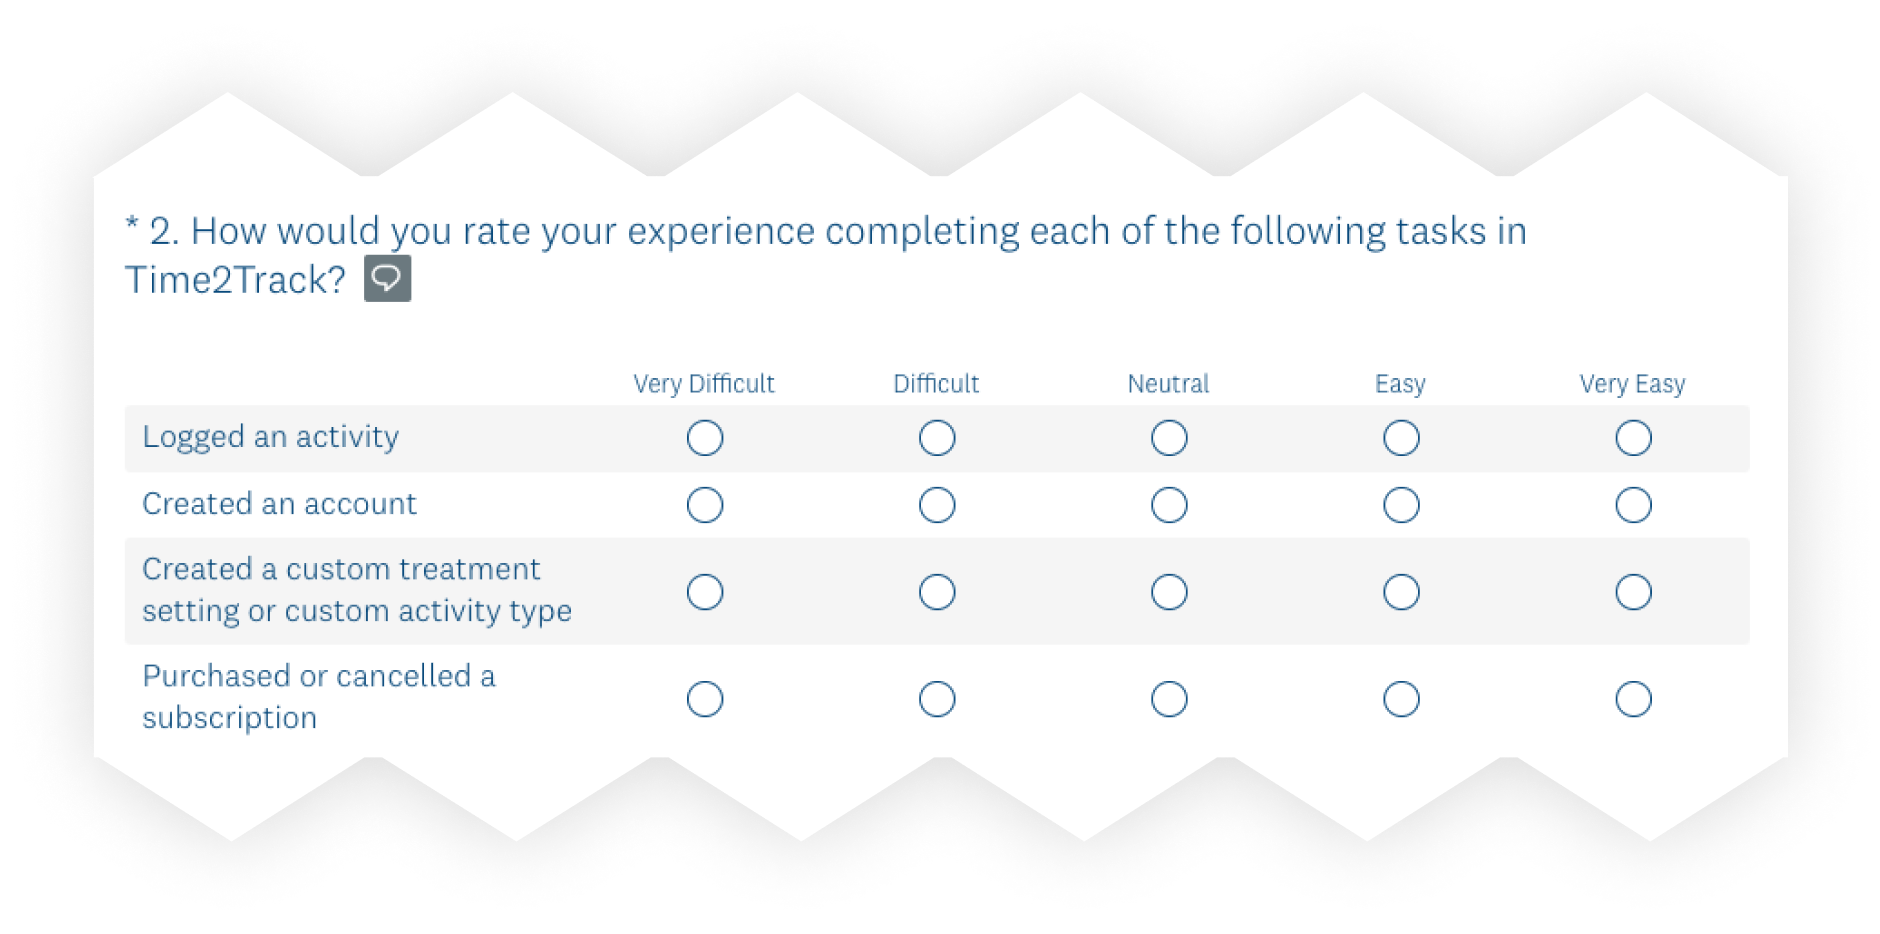 * 2. How would you rate your experience completing each of the following tasks in
Time2Track?
Very Difficult Difficult Neutral Easy Very Easy
Logged an activity
Created an account
Created a custom treatment
setting or custom activity type
Purchased or cancelled a
subscription